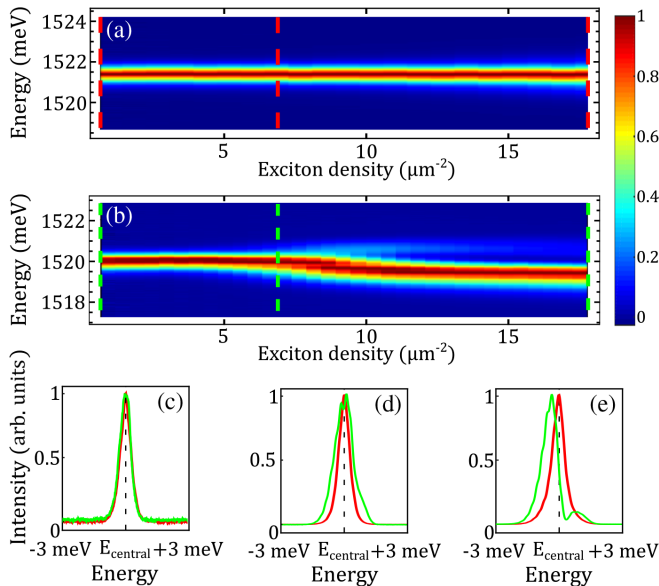 Energy (meV)
1524
1522
1520
(a)
5
10
15
Exciton density (μm⁻²)
Energy (meV)
1522
1520
1518
(b)
5
10
15
Exciton density (μm⁻²)
1
0.8
0.6
0.4
0.2
0
Intensity (arb. units)
1
0.5
0
(c)
-3 meV E_central +3 meV
Energy
1
0.5
(d)
-3 meV E_central +3 meV
Energy
1
0.5
(e)
-3 meV E_central +3 meV
Energy